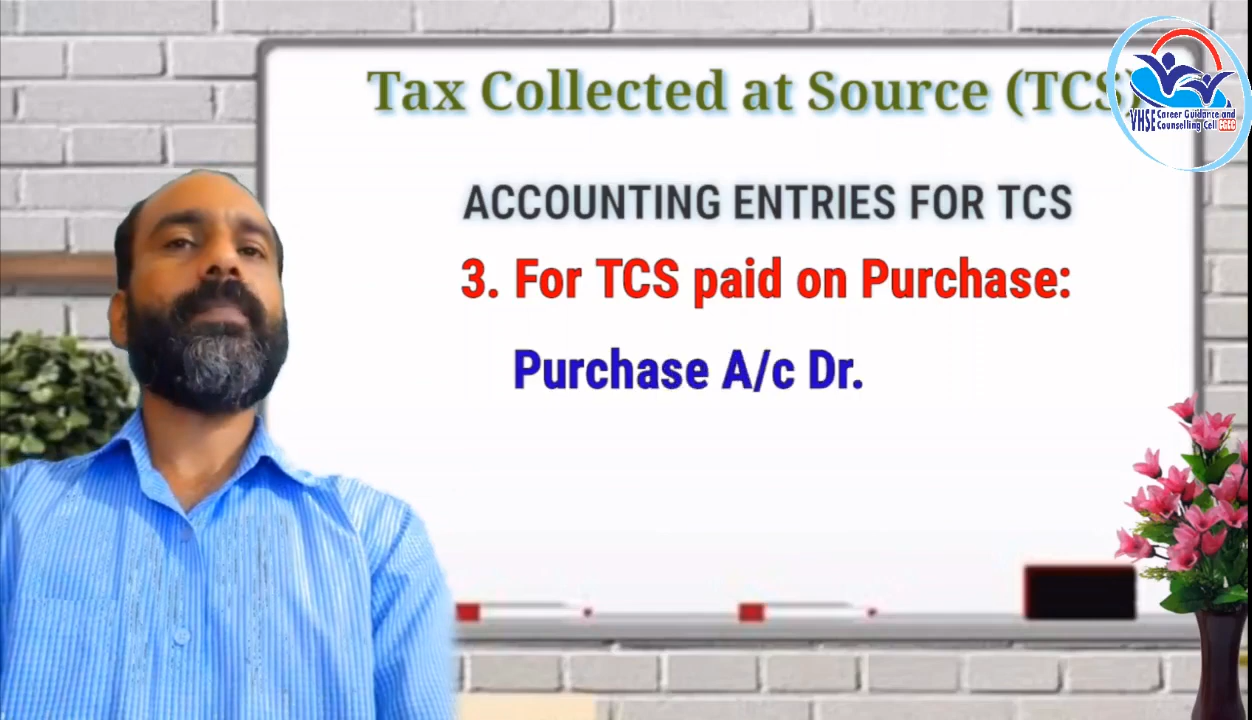 Tax Collected at Source (TCS)
VHSE Career Guidance and
Counselling Cell CGCC
ACCOUNTING ENTRIES FOR TCS
3. For TCS paid on Purchase:
Purchase A/c Dr.